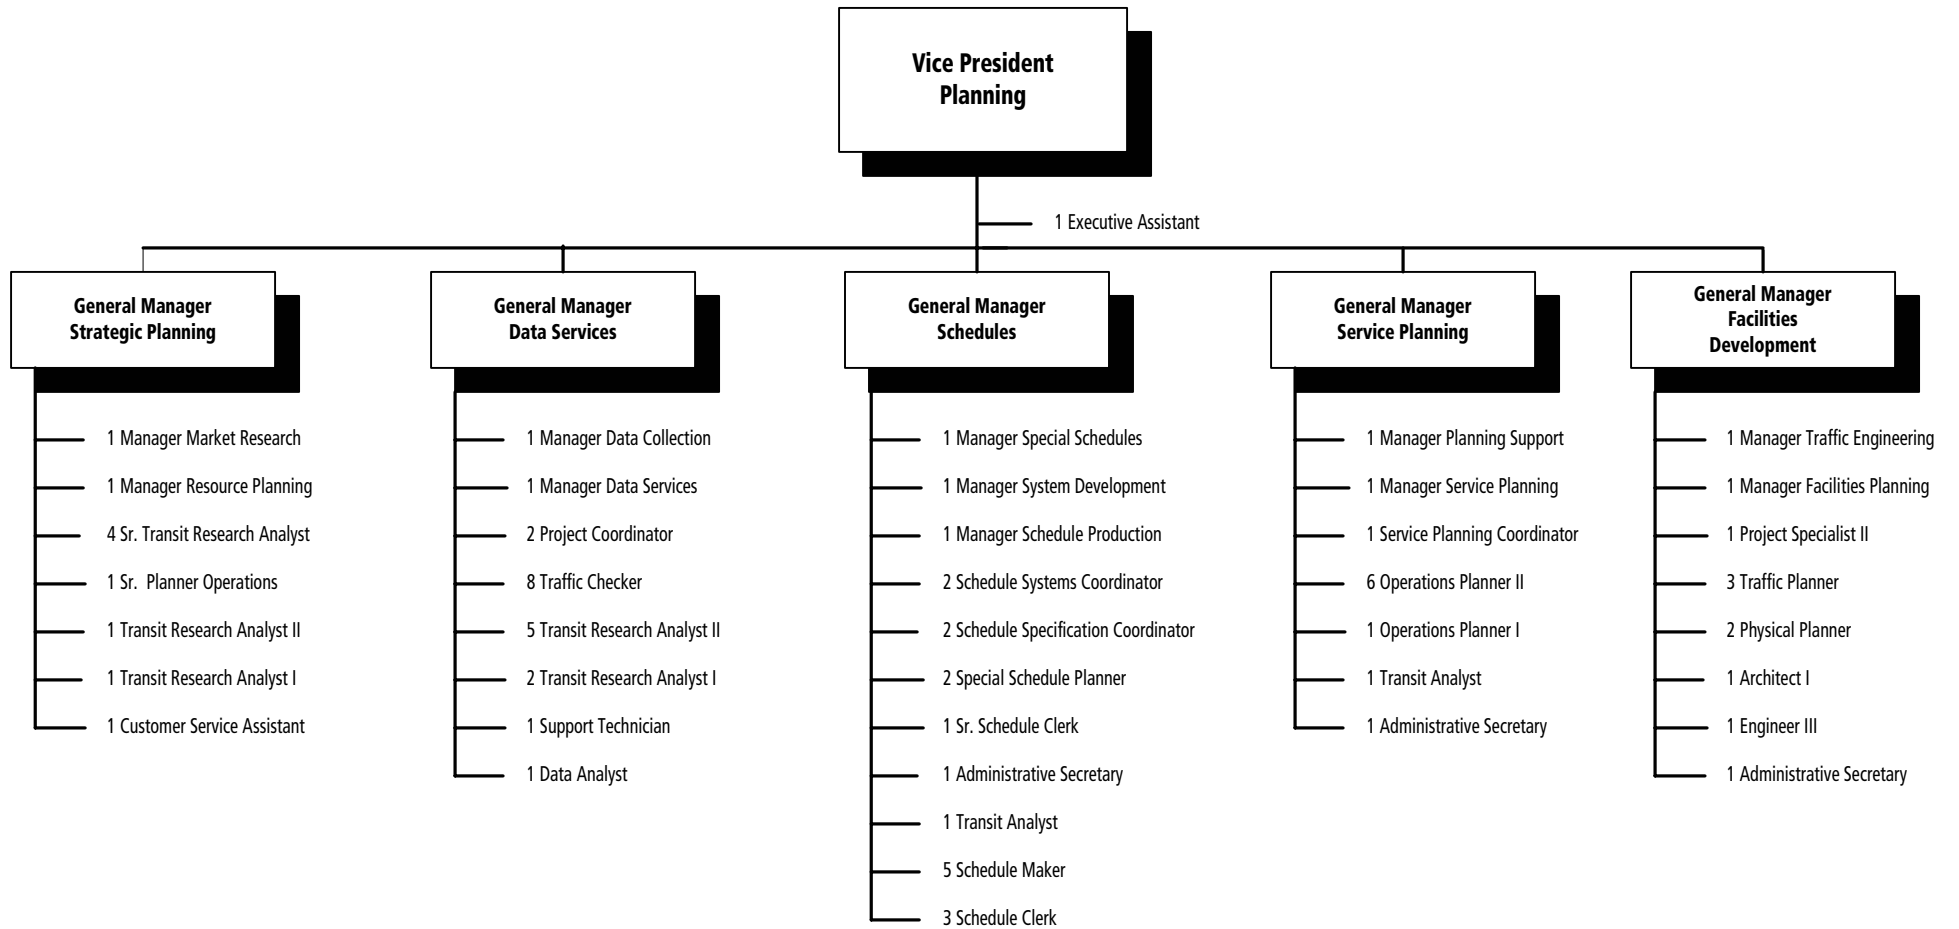 Vice President
Planning
1 Executive Assistant
General Manager
Strategic Planning
1 Manager Market Research
1 Manager Resource Planning
4 Sr. Transit Research Analyst
1 Sr.  Planner Operations
1 Transit Research Analyst II
1 Transit Research Analyst I
1 Customer Service Assistant
General Manager
Data Services
1 Manager Data Collection
1 Manager Data Services
2 Project Coordinator
8 Traffic Checker
5 Transit Research Analyst II
2 Transit Research Analyst I
1 Support Technician
1 Data Analyst
General Manager
Schedules
1 Manager Special Schedules
1 Manager System Development
1 Manager Schedule Production
2 Schedule Systems Coordinator
2 Schedule Specification Coordinator
2 Special Schedule Planner
1 Sr. Schedule Clerk
1 Administrative Secretary
1 Transit Analyst
5 Schedule Maker
3 Schedule Clerk
General Manager
Service Planning
1 Manager Planning Support
1 Manager Service Planning
1 Service Planning Coordinator
6 Operations Planner II
1 Operations Planner I
1 Transit Analyst
1 Administrative Secretary
General Manager
Facilities
Development
1 Manager Traffic Engineering
1 Manager Facilities Planning
1 Project Specialist II
3 Traffic Planner
2 Physical Planner
1 Architect I
1 Engineer III
1 Administrative Secretary